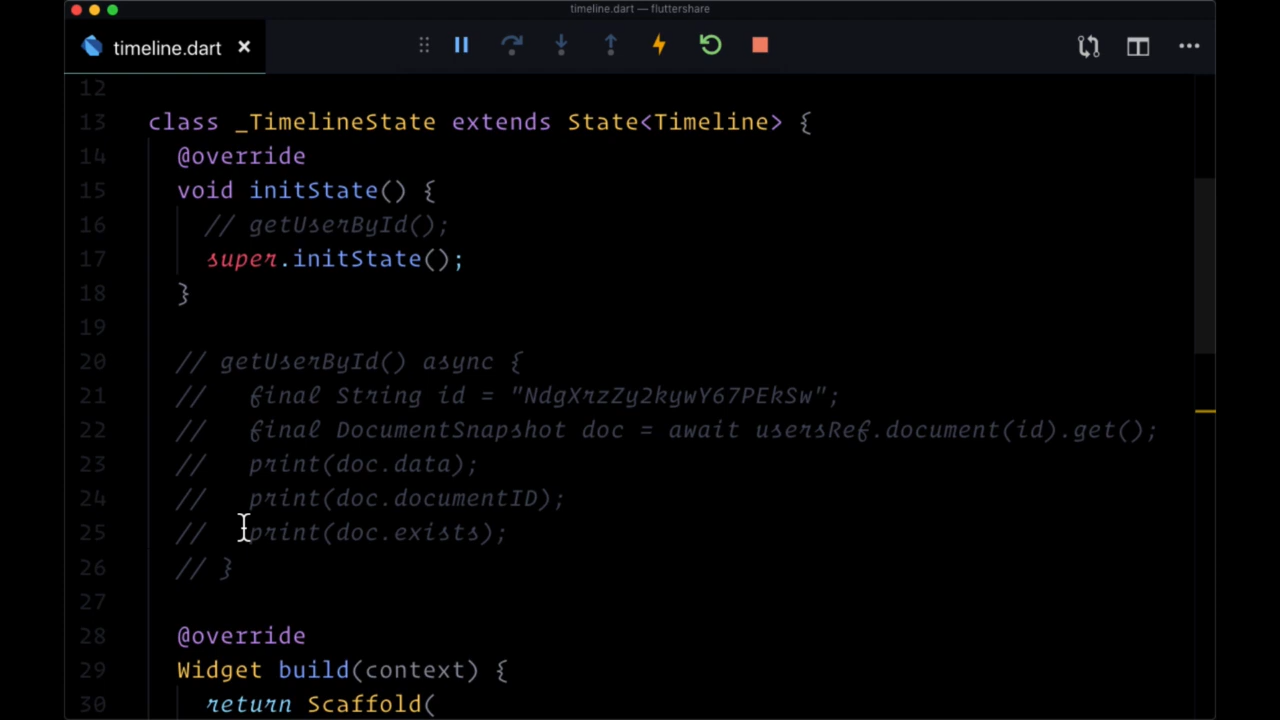 timeline.dart — fluttershare
timeline.dart
12
13 class _TimelineState extends State<Timeline> {
14 @override
15 void initState() {
16 // getUserById();
17 super.initState();
18 }
19
20 // getUserById() async {
21 // final String id = "NdgXrzZy2kywY67PEkSw";
22 // final DocumentSnapshot doc = await usersRef.document(id).get();
23 // print(doc.data);
24 // print(doc.documentID);
25 // print(doc.exists);
26 // }
27
28 @override
29 Widget build(context) {
30 return Scaffold(